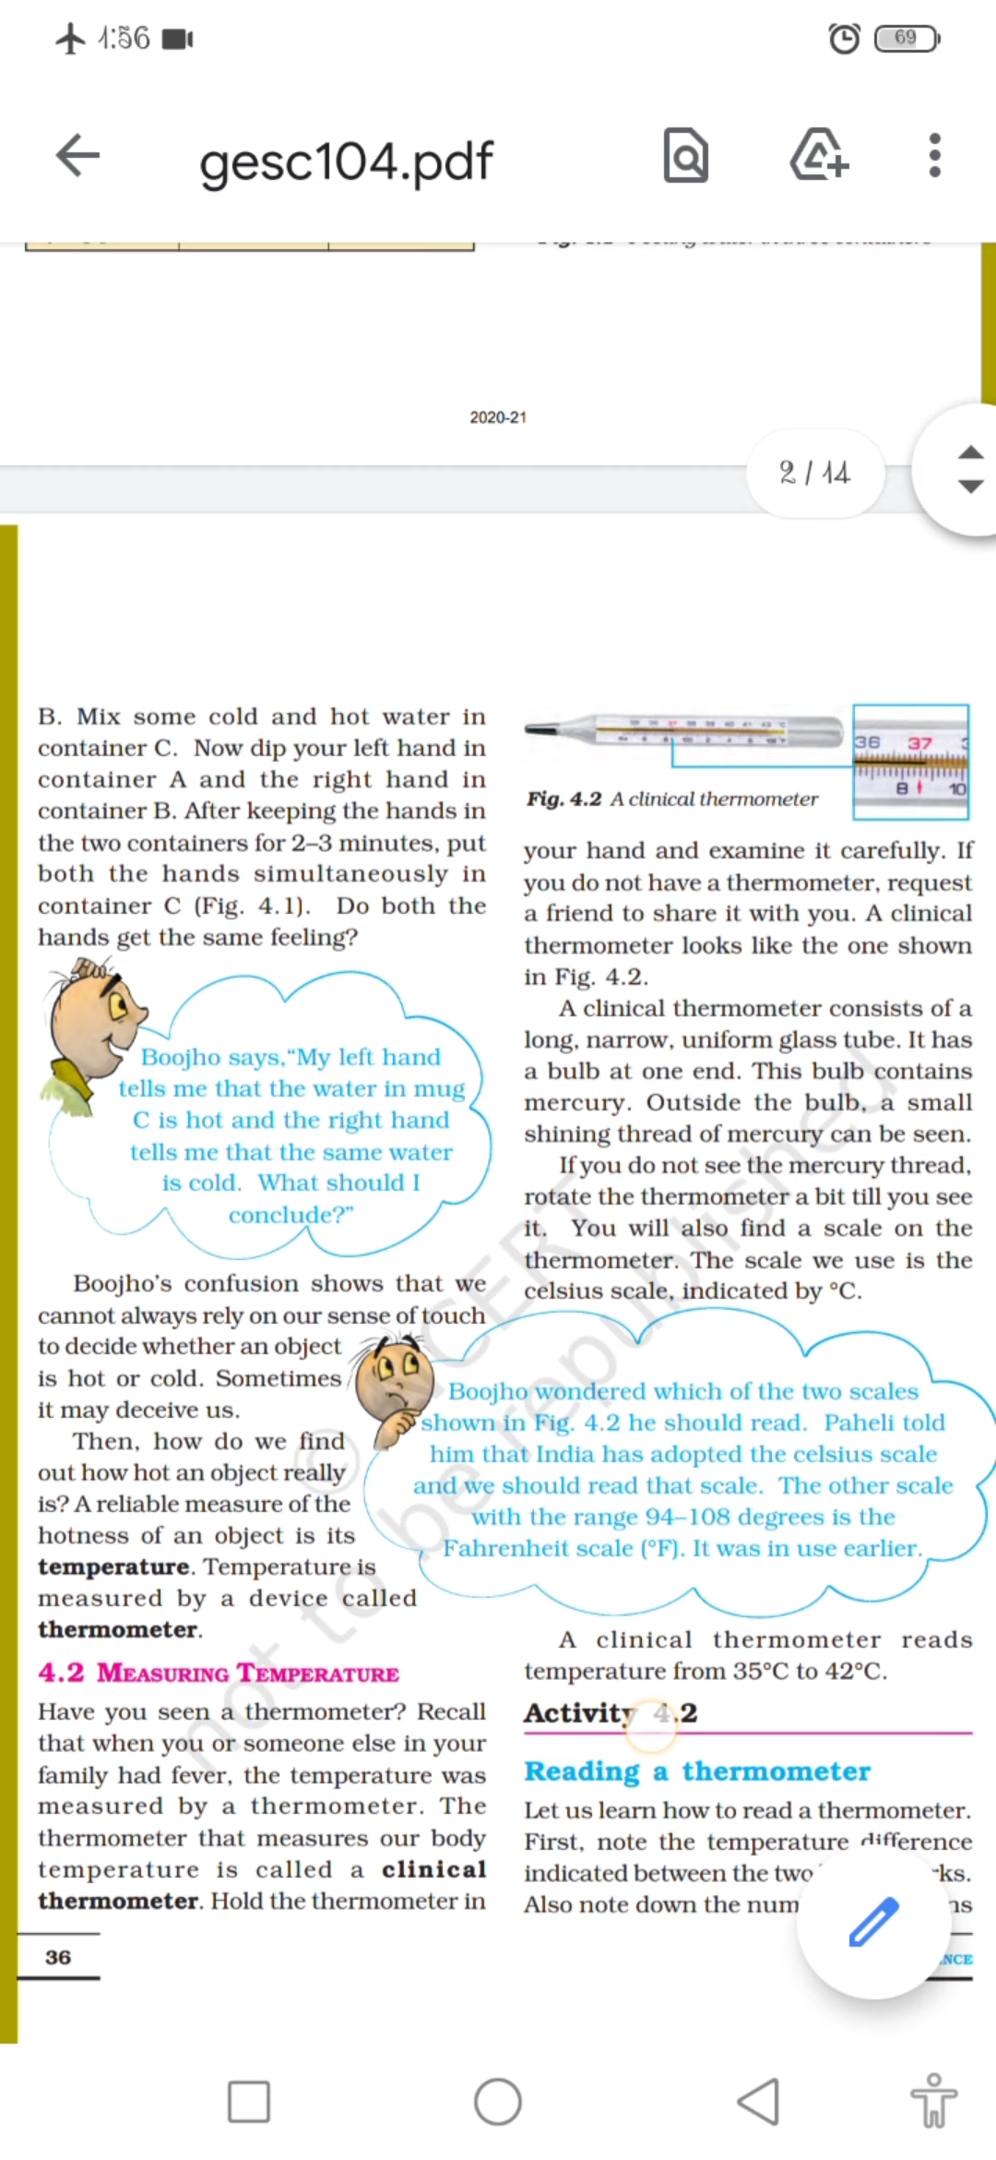 1:56
69
gesc104.pdf
2020-21
2 / 14
B. Mix some cold and hot water in
container C. Now dip your left hand in
container A and the right hand in
container B. After keeping the hands in
the two containers for 2–3 minutes, put
both the hands simultaneously in
container C (Fig. 4.1). Do both the
hands get the same feeling?
Boojho says,“My left hand
tells me that the water in mug
C is hot and the right hand
tells me that the same water
is cold. What should I
conclude?”
Boojho’s confusion shows that we
cannot always rely on our sense of touch
to decide whether an object
is hot or cold. Sometimes
it may deceive us.
Then, how do we find
out how hot an object really
is? A reliable measure of the
hotness of an object is its
temperature. Temperature is
measured by a device called
thermometer.
4.2 MEASURING TEMPERATURE
Have you seen a thermometer? Recall
that when you or someone else in your
family had fever, the temperature was
measured by a thermometer. The
thermometer that measures our body
temperature is called a clinical
thermometer. Hold the thermometer in
36
36 37
8 10
Fig. 4.2 A clinical thermometer
your hand and examine it carefully. If
you do not have a thermometer, request
a friend to share it with you. A clinical
thermometer looks like the one shown
in Fig. 4.2.
A clinical thermometer consists of a
long, narrow, uniform glass tube. It has
a bulb at one end. This bulb contains
mercury. Outside the bulb, a small
shining thread of mercury can be seen.
If you do not see the mercury thread,
rotate the thermometer a bit till you see
it. You will also find a scale on the
thermometer. The scale we use is the
celsius scale, indicated by °C.
Boojho wondered which of the two scales
shown in Fig. 4.2 he should read. Paheli told
him that India has adopted the celsius scale
and we should read that scale. The other scale
with the range 94–108 degrees is the
Fahrenheit scale (°F). It was in use earlier.
A clinical thermometer reads
temperature from 35°C to 42°C.
Activity 4.2
Reading a thermometer
Let us learn how to read a thermometer.
First, note the temperature difference
indicated between the two ks.
Also note down the num ns
NCE
© NCERT
not to be republished